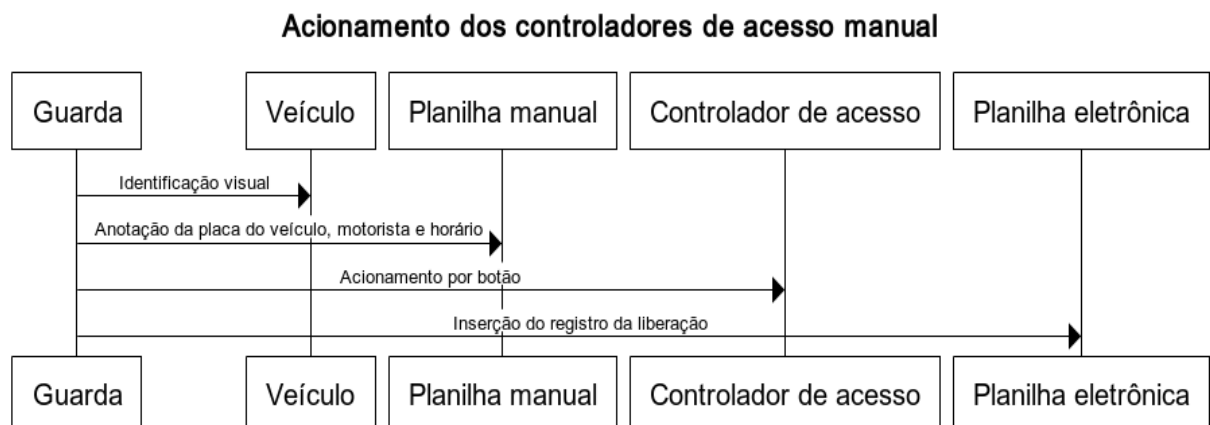 Acionamento dos controladores de acesso manual
Guarda
Veículo
Planilha manual
Controlador de acesso
Planilha eletrônica
Identificação visual
Anotação da placa do veículo, motorista e horário
Acionamento por botão
Inserção do registro da liberação
Guarda
Veículo
Planilha manual
Controlador de acesso
Planilha eletrônica